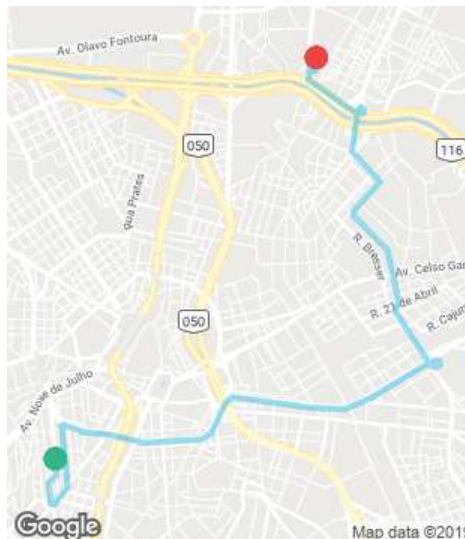 Av. Olavo Fontoura
050
116
gua Prates
R. Bresser
Av. Celso Gar
R. 21 de Abril
050
R. Cajur
Av. Nove de Julho
Google
Map data ©2019